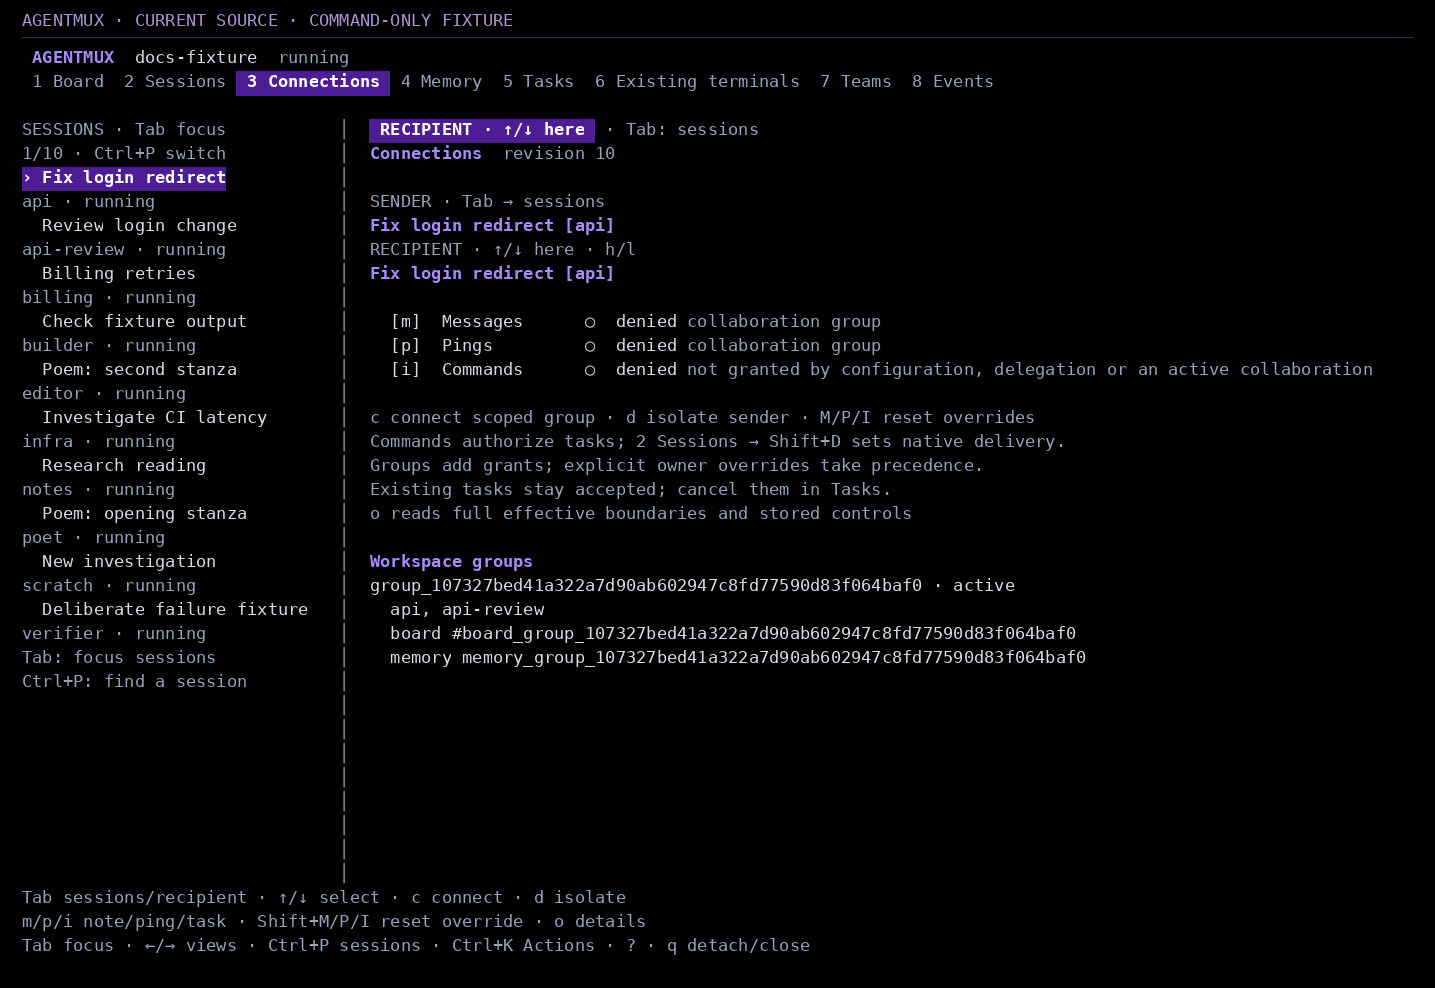 AGENTMUX · CURRENT SOURCE · COMMAND-ONLY FIXTURE
AGENTMUX docs-fixture running
1 Board 2 Sessions 3 Connections 4 Memory 5 Tasks 6 Existing terminals 7 Teams 8 Events
SESSIONS · Tab focus
1/10 · Ctrl+P switch
› Fix login redirect
api · running
Review login change
api-review · running
Billing retries
billing · running
Check fixture output
builder · running
Poem: second stanza
editor · running
Investigate CI latency
infra · running
Research reading
notes · running
Poem: opening stanza
poet · running
New investigation
scratch · running
Deliberate failure fixture
verifier · running
Tab: focus sessions
Ctrl+P: find a session
RECIPIENT · ↑/↓ here · Tab: sessions
Connections revision 10
SENDER · Tab → sessions
Fix login redirect [api]
RECIPIENT · ↑/↓ here · h/l
Fix login redirect [api]
[m] Messages ○ denied collaboration group
[p] Pings ○ denied collaboration group
[i] Commands ○ denied not granted by configuration, delegation or an active collaboration
c connect scoped group · d isolate sender · M/P/I reset overrides
Commands authorize tasks; 2 Sessions → Shift+D sets native delivery.
Groups add grants; explicit owner overrides take precedence.
Existing tasks stay accepted; cancel them in Tasks.
o reads full effective boundaries and stored controls
Workspace groups
group_107327bed41a322a7d90ab602947c8fd77590d83f064baf0 · active
api, api-review
board #board_group_107327bed41a322a7d90ab602947c8fd77590d83f064baf0
memory memory_group_107327bed41a322a7d90ab602947c8fd77590d83f064baf0
Tab sessions/recipient · ↑/↓ select · c connect · d isolate
m/p/i note/ping/task · Shift+M/P/I reset override · o details
Tab focus · ←/→ views · Ctrl+P sessions · Ctrl+K Actions · ? · q detach/close